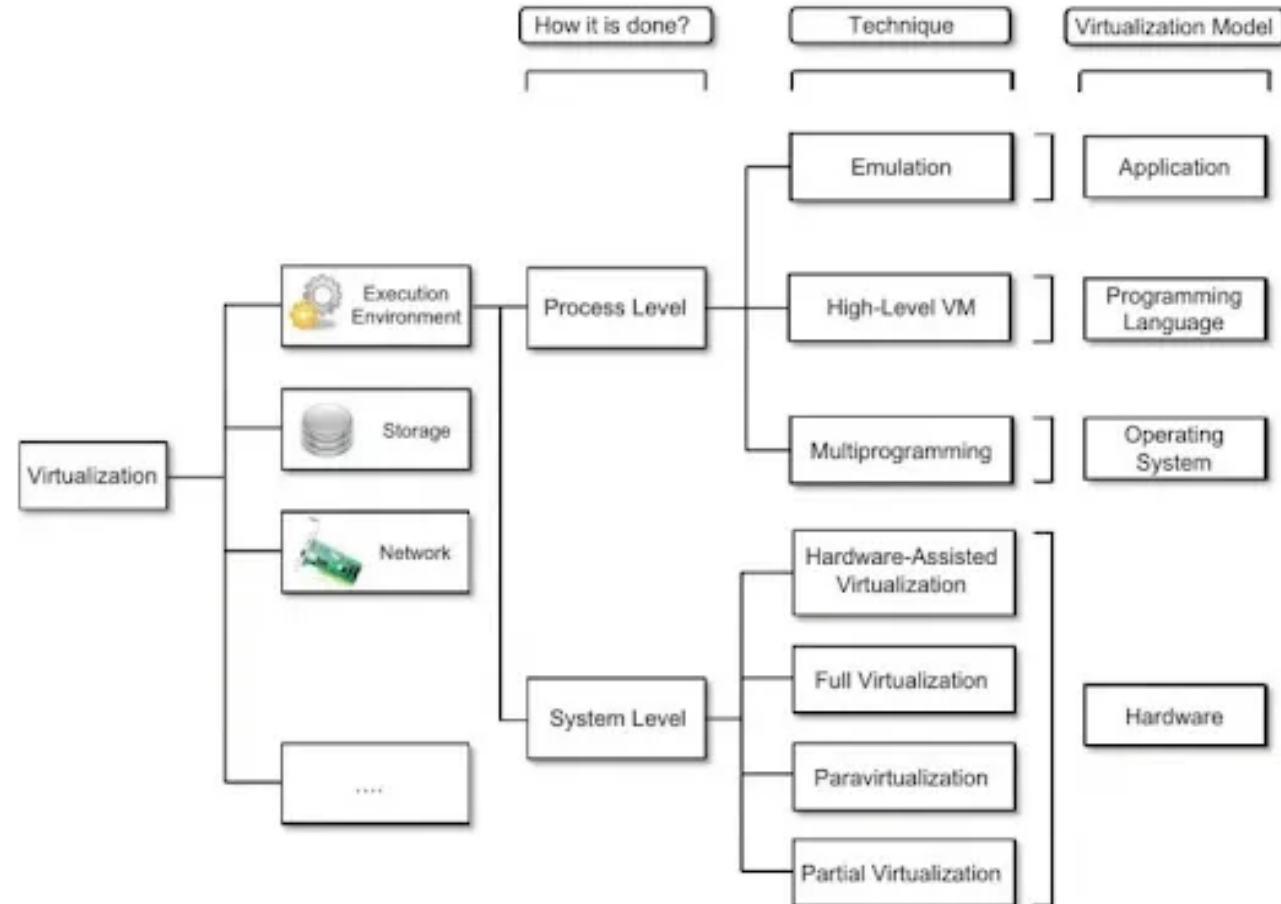 How it is done?
Technique
Virtualization Model
Emulation
Application
Execution
Environment
Process Level
High-Level VM
Programming
Language
Storage
Virtualization
Multiprogramming
Operating
System
Network
Hardware-Assisted
Virtualization
Full Virtualization
System Level
Hardware
....
Paravirtualization
Partial Virtualization